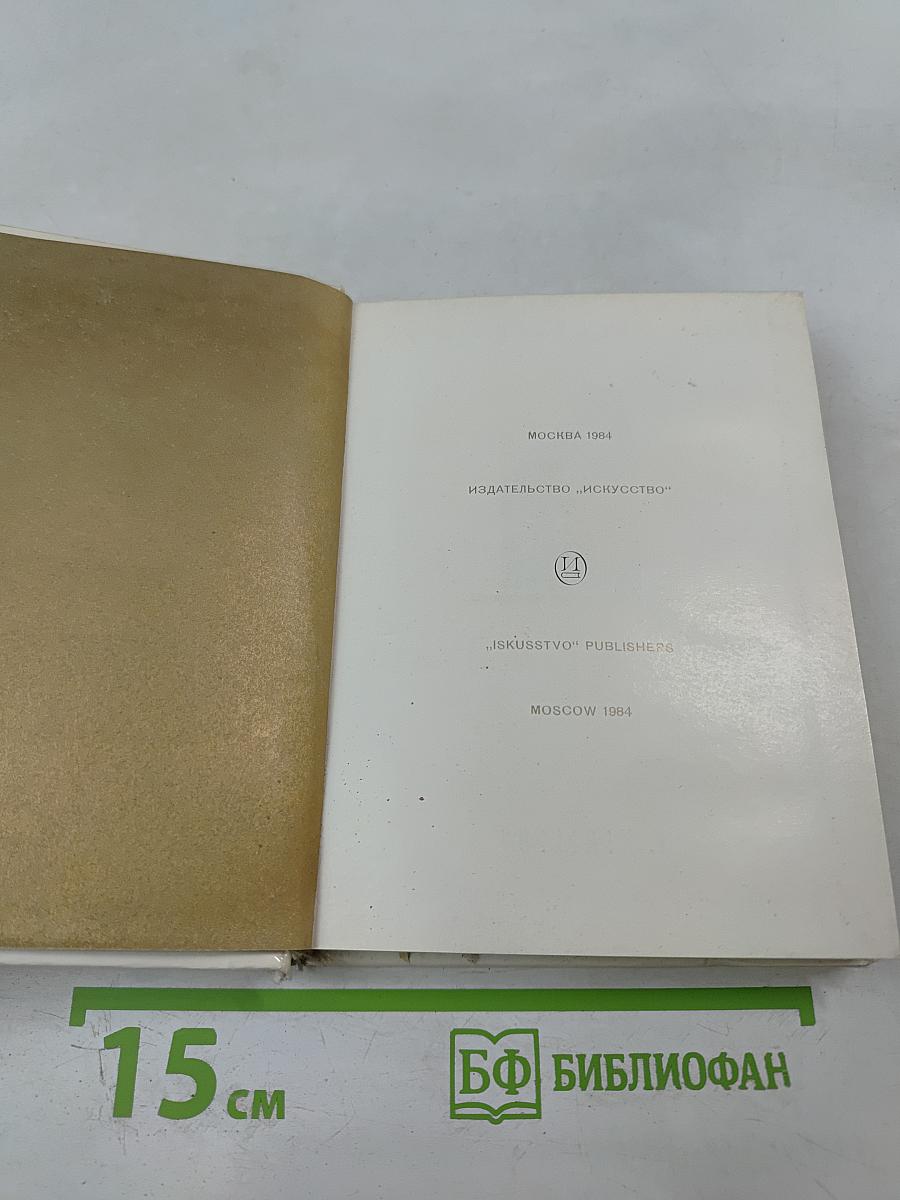 МОСКВА 1984
ИЗДАТЕЛЬСТВО „ИСКУССТВО“
И
„ISKUSSTVO“ PUBLISHERS
MOSCOW 1984
15 см
БФ БИБЛИОФАН